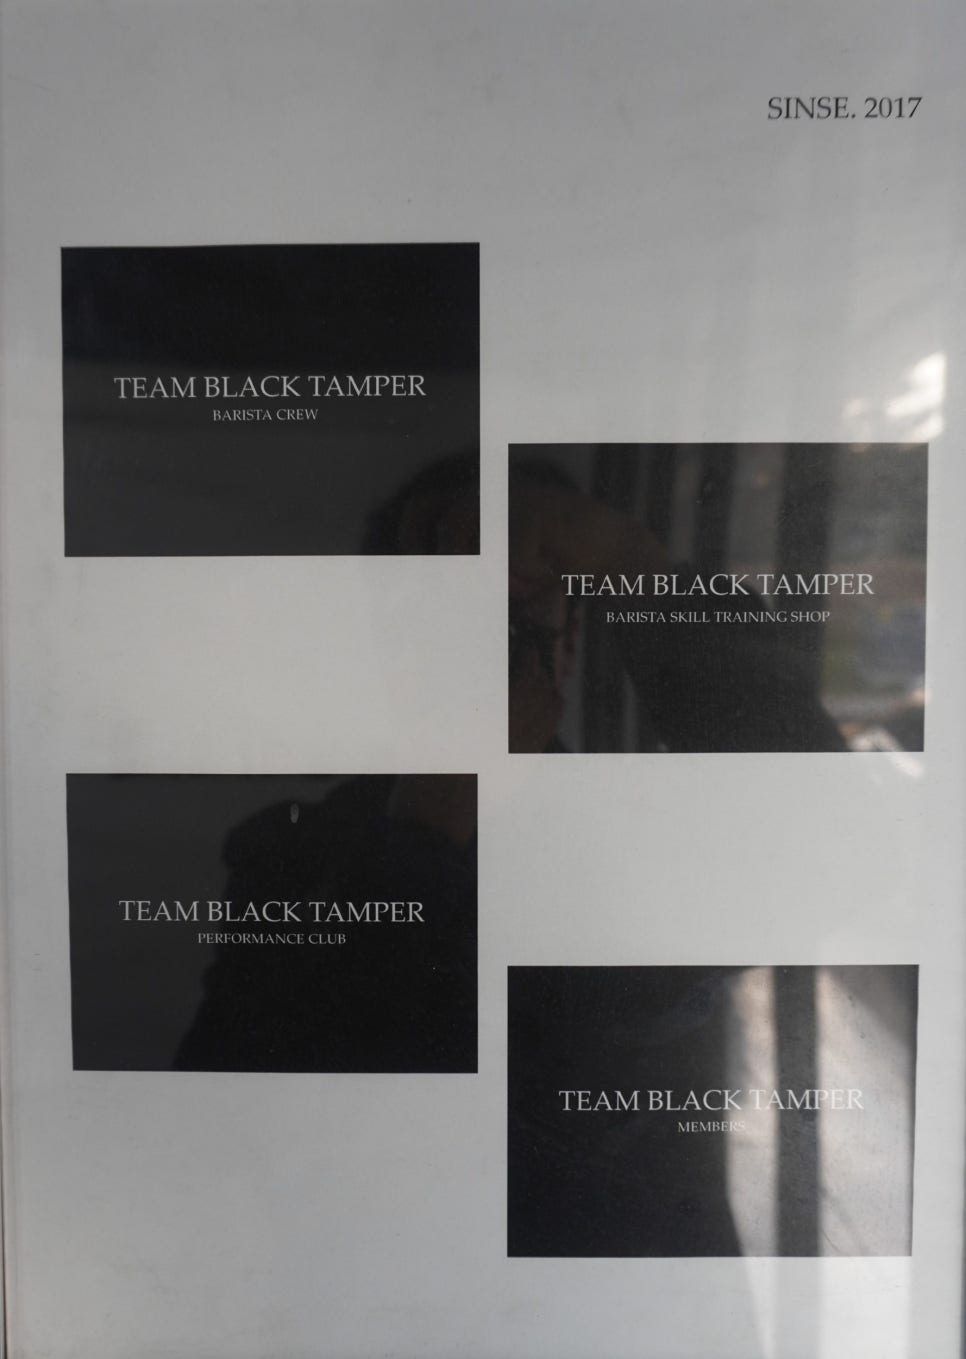 SINSE. 2017
TEAM BLACK TAMPER
BARISTA CREW
TEAM BLACK TAMPER
BARISTA SKILL TRAINING SHOP
TEAM BLACK TAMPER
PERFORMANCE CLUB
TEAM BLACK TAMPER
MEMBERS